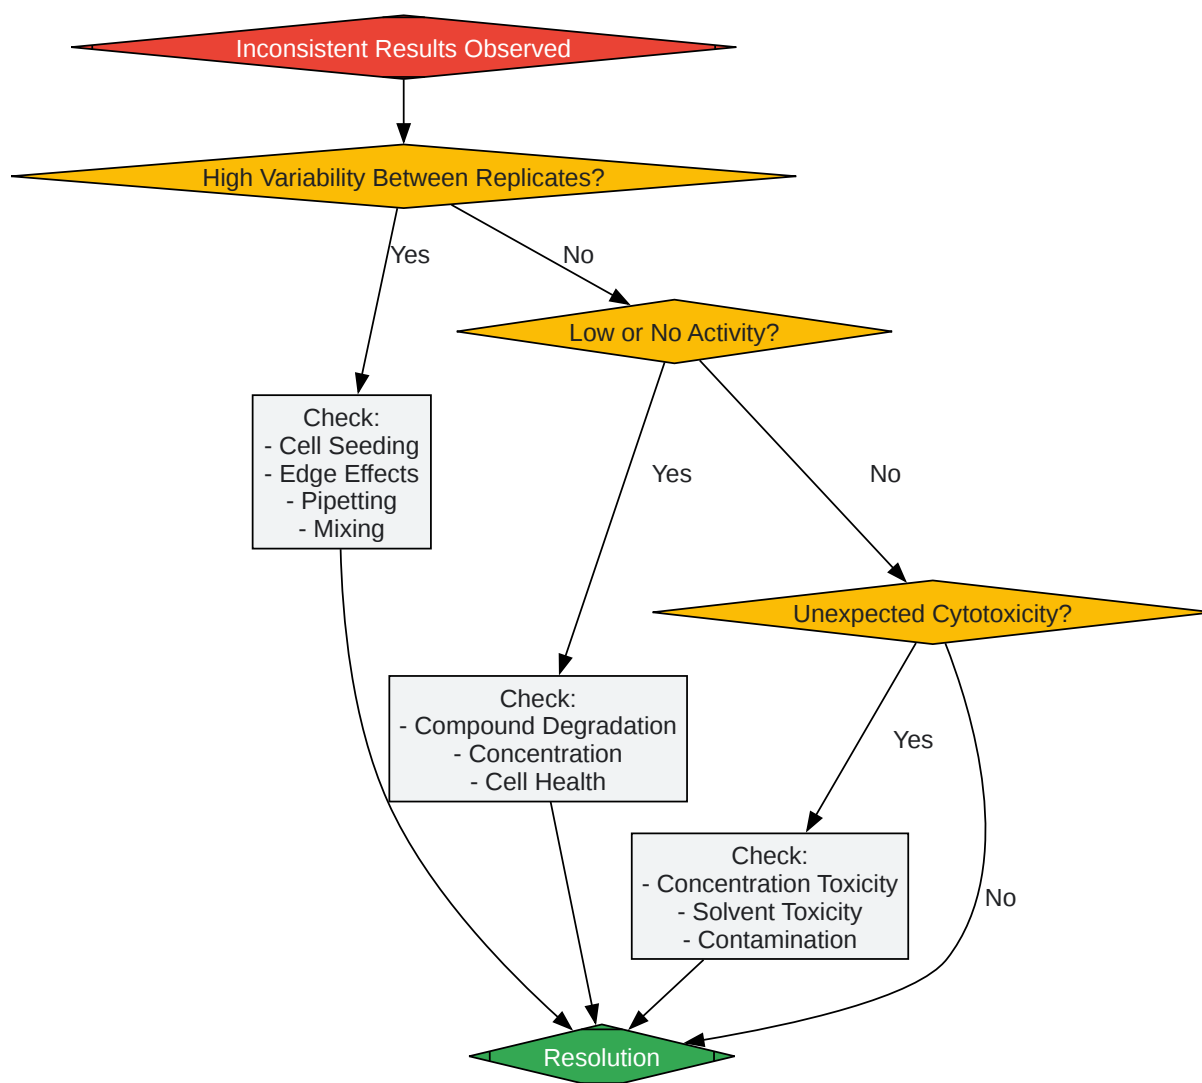 Inconsistent Results Observed
High Variability Between Replicates?
Yes
No
Low or No Activity?
Check:
- Cell Seeding
- Edge Effects
- Pipetting
- Mixing
Yes
No
Unexpected Cytotoxicity?
Check:
- Compound Degradation
- Concentration
- Cell Health
Yes
Check:
- Concentration Toxicity
- Solvent Toxicity
- Contamination
No
Resolution